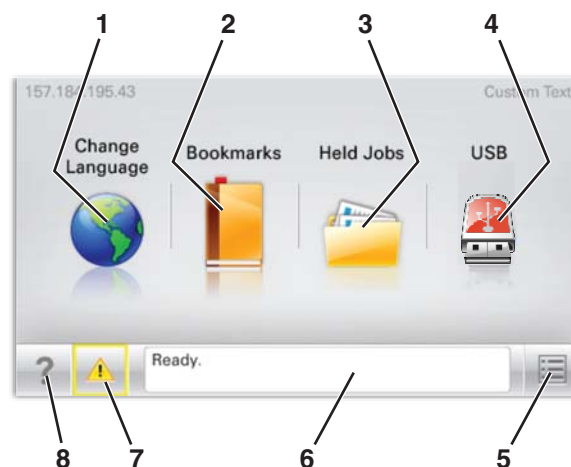 1 2 3 4
157.184.195.43 Custom Text
Change
Language
Bookmarks
Held Jobs
USB
?
Ready.
8 7 6 5